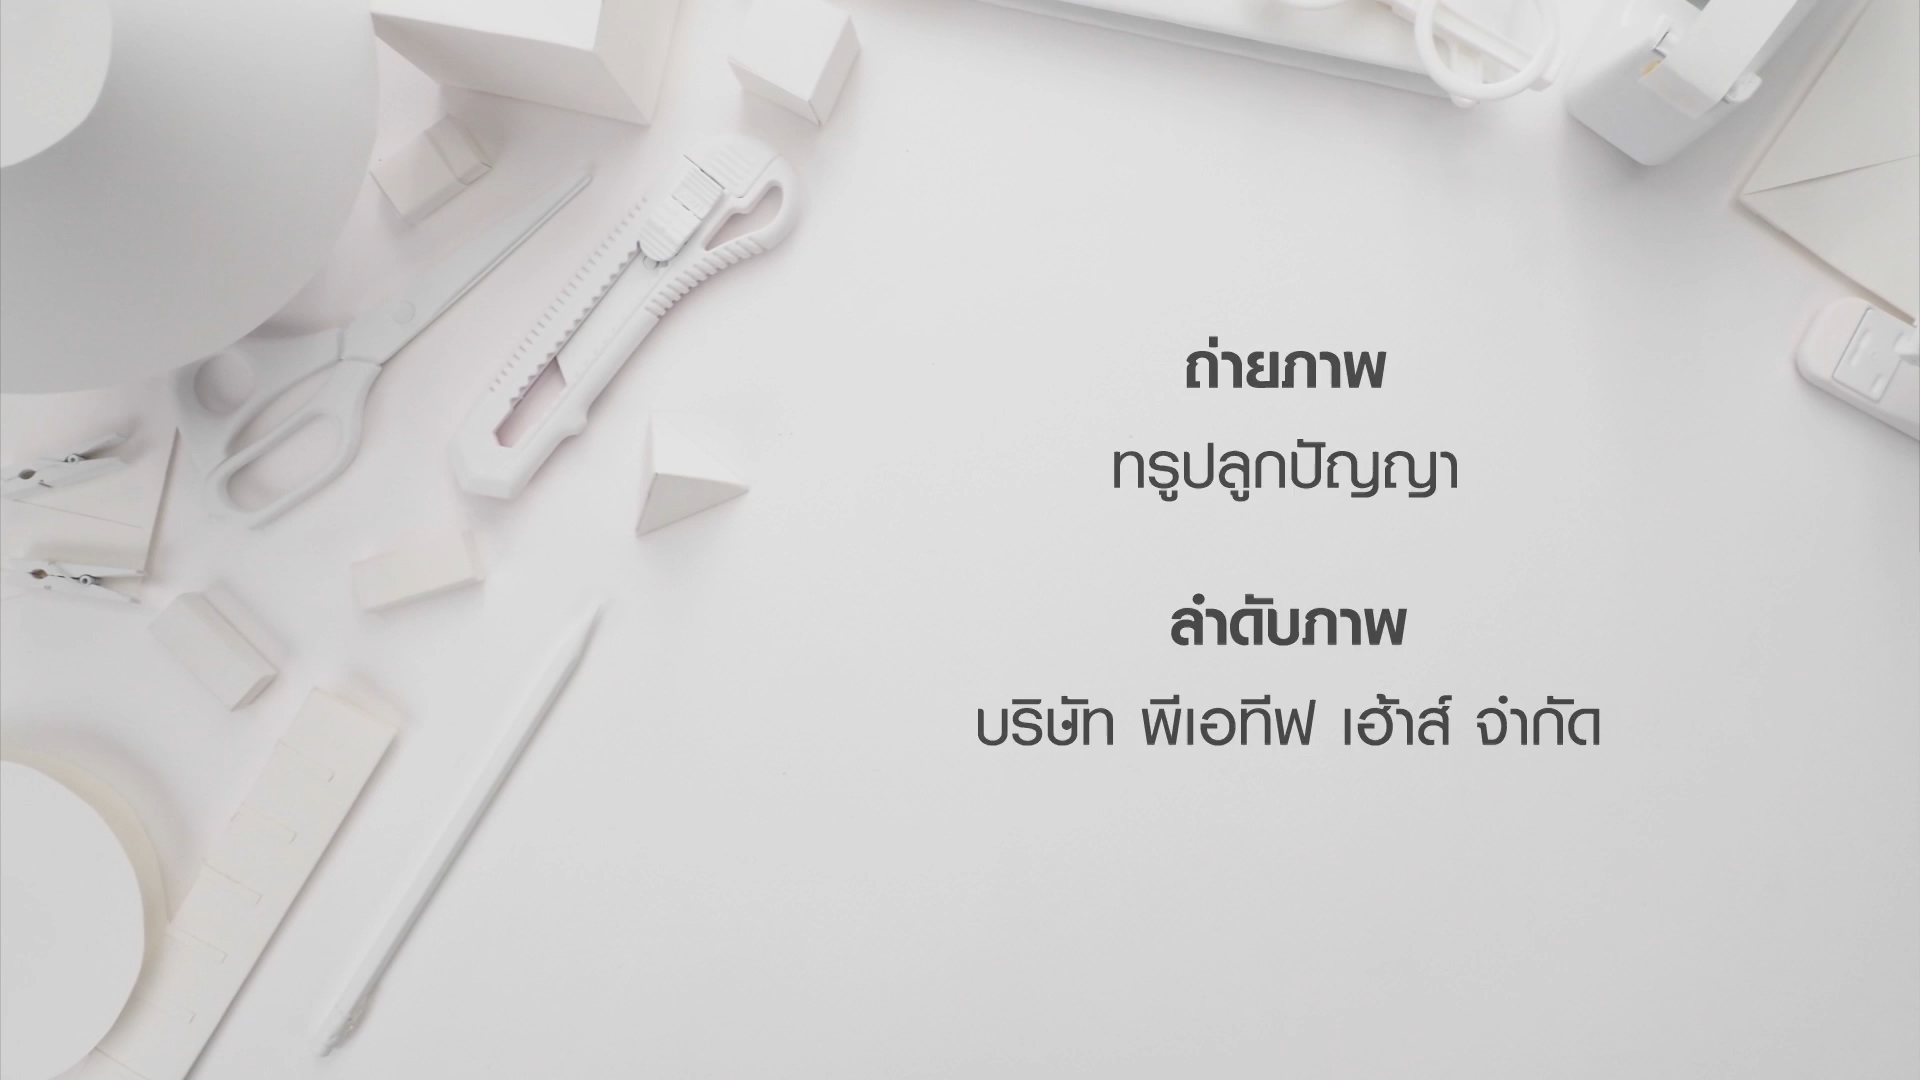 ถ่ายภาพ
ทรูปลูกปัญญา
ลำดับภาพ
บริษัท พีเอทีฟ เฮ้าส์ จำกัด